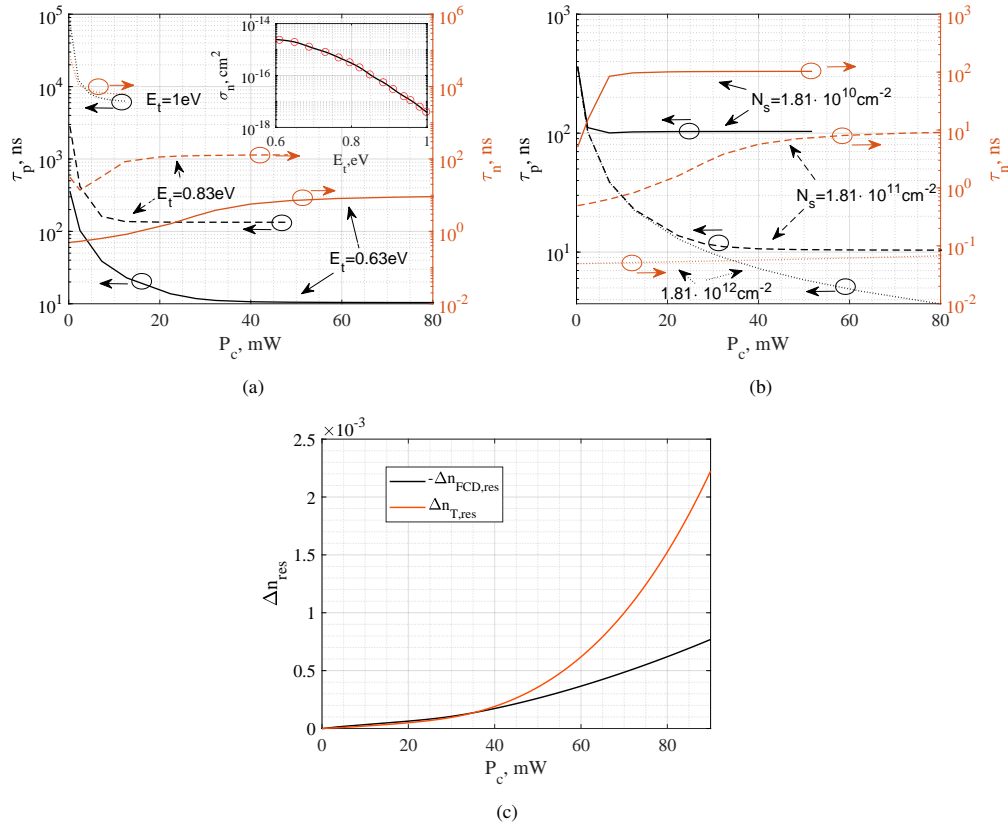 10^5
10^4
10^3
10^2
10^1
τ_p, ns
0
20
40
60
80
P_c, mW
10^6
10^4
10^2
10^0
10^-2
τ_n, ns
E_t=1eV
E_t=0.83eV
E_t=0.63eV
10^-14
10^-16
10^-18
σ_n, cm^2
0.6
0.8
1
E_t,eV
(a)
10^3
10^2
10^1
τ_p, ns
0
20
40
60
80
P_c, mW
10^3
10^2
10^1
10^0
10^-1
10^-2
τ_n, ns
N_s=1.81· 10^10cm^-2
N_s=1.81· 10^11cm^-2
1.81· 10^12cm^-2
(b)
×10^-3
2.5
2
1.5
1
0.5
0
Δn_res
-Δn_FCD,res
Δn_T,res
0
20
40
60
80
P_c, mW
(c)